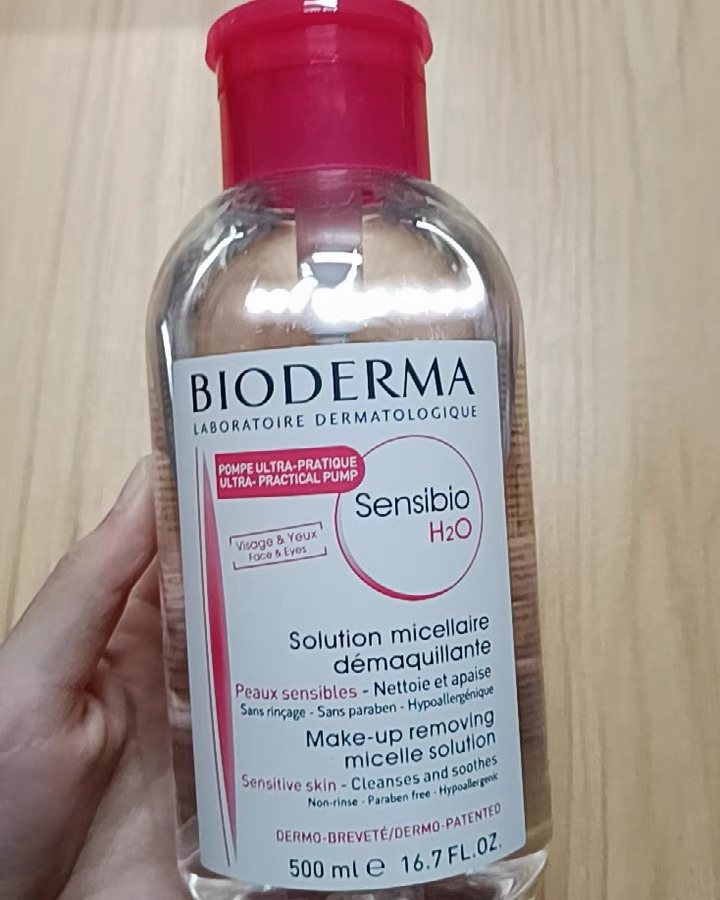 BIODERMA
LABORATOIRE DERMATOLOGIQUE
POMPE ULTRA-PRATIQUE
ULTRA- PRACTICAL PUMP
Sensibio
H2O
Visage & Yeux
Face & Eyes
Solution micellaire
démaquillante
Peaux sensibles - Nettoie et apaise
Sans rinçage - Sans paraben - Hypoallergénique
Make-up removing
micelle solution
Sensitive skin - Cleanses and soothes
Non-rinse - Paraben free - Hypoallergenic
DERMO-BREVETÉ/DERMO-PATENTED
500 ml ℮ 16.7 FL.OZ.